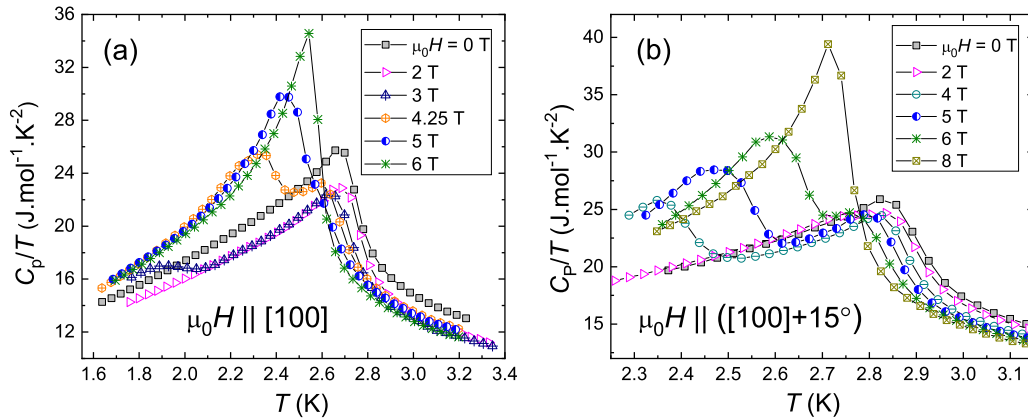 (a)
μ₀H = 0 T
2 T
3 T
4.25 T
5 T
6 T
μ₀H || [100]
Cₚ/T (J.mol⁻¹.K⁻²)
36
32
28
24
20
16
12
1.6 1.8 2.0 2.2 2.4 2.6 2.8 3.0 3.2 3.4
T (K)
(b)
μ₀H = 0 T
2 T
4 T
5 T
6 T
8 T
μ₀H || ([100]+15°)
C_P/T (J.mol⁻¹.K⁻²)
40
35
30
25
20
15
2.3 2.4 2.5 2.6 2.7 2.8 2.9 3.0 3.1
T (K)